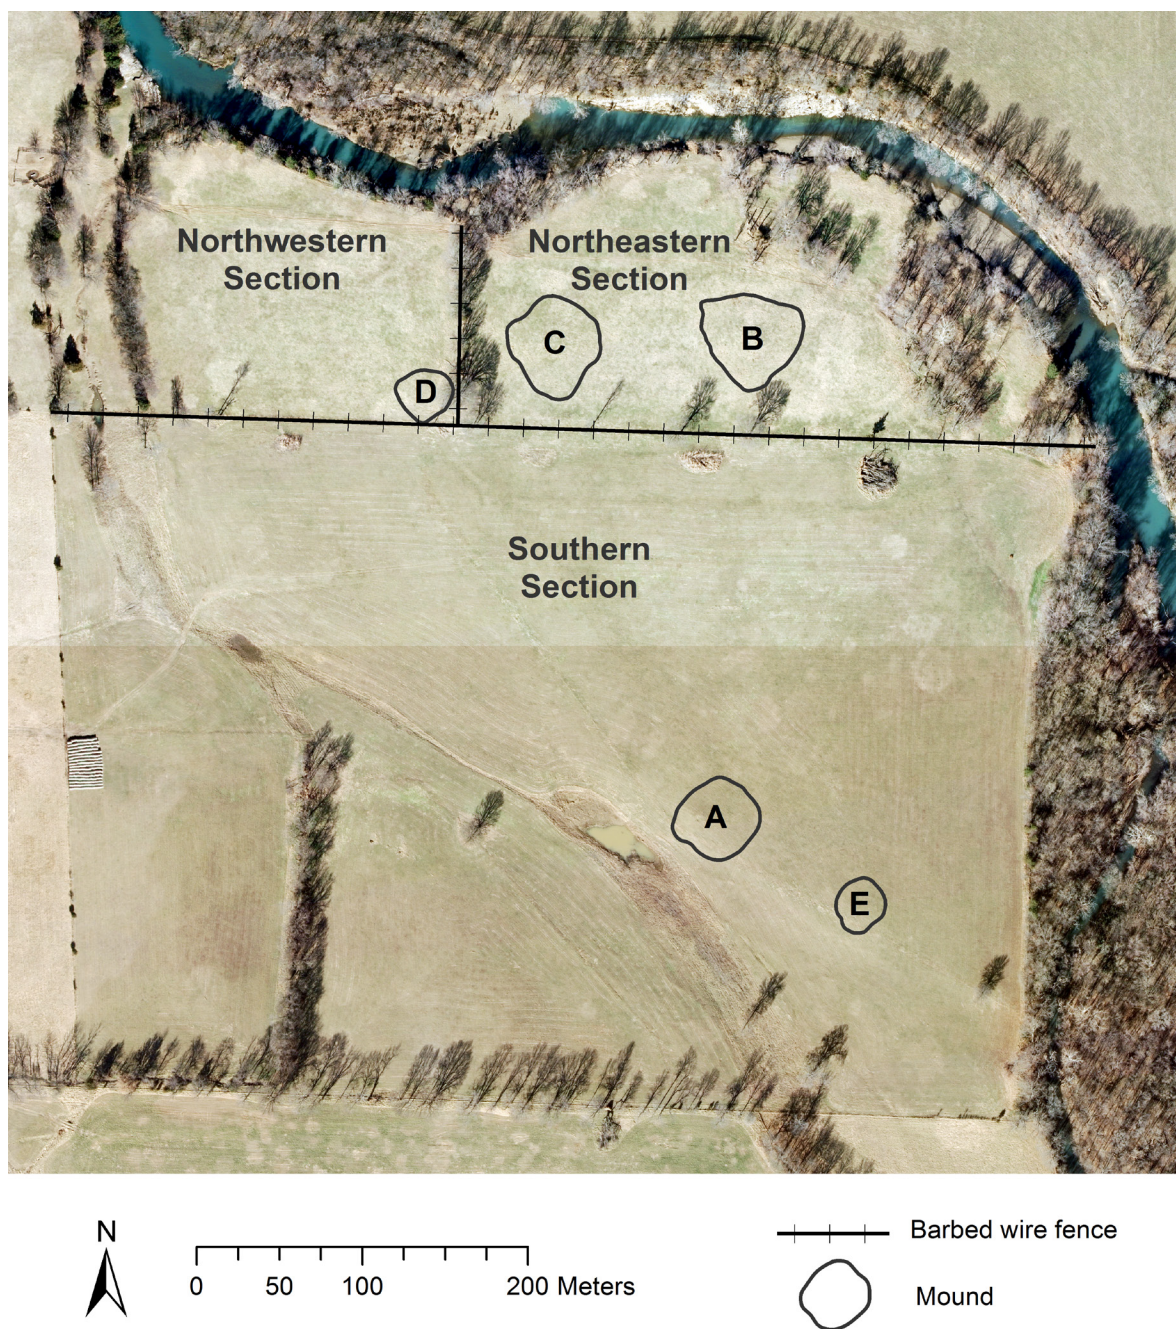 Northwestern
Section
Northeastern
Section
C
B
D
Southern
Section
A
E
N
0 50 100 200 Meters
Barbed wire fence
Mound